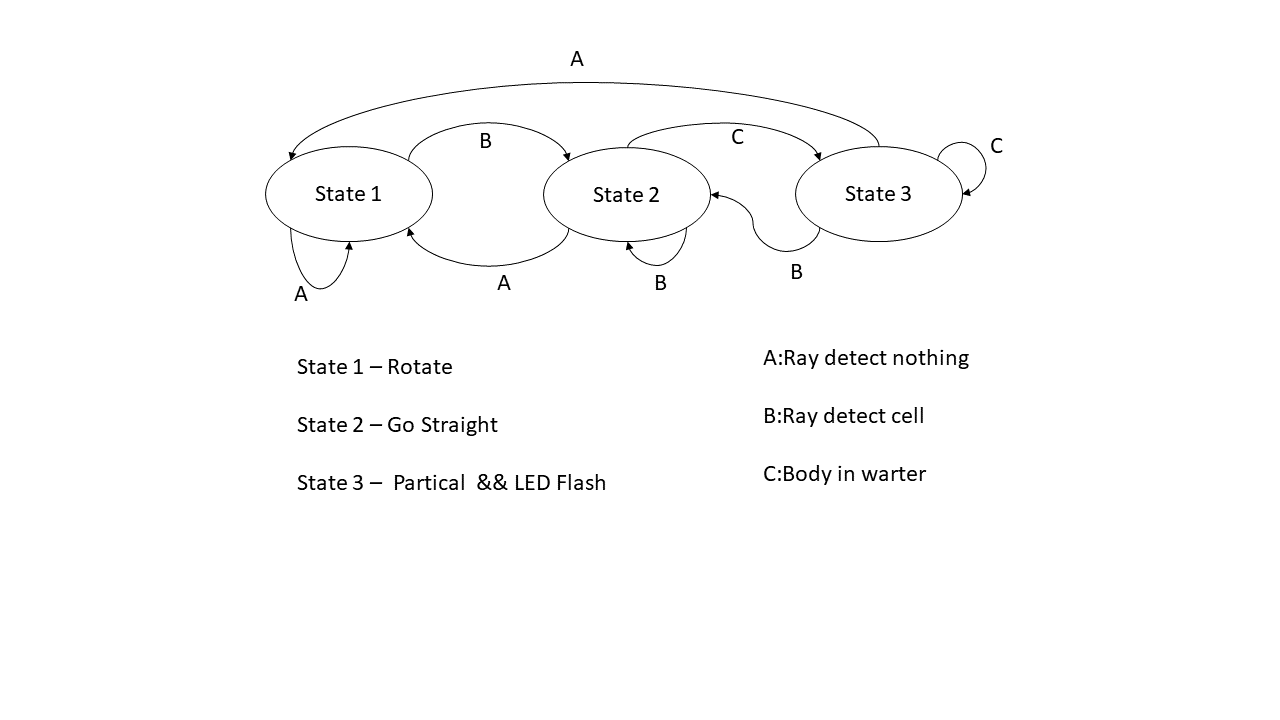 A
B
C
C
State 1
State 2
State 3
A
A
B
B
State 1 – Rotate
A:Ray detect nothing
State 2 – Go Straight
B:Ray detect cell
State 3 –  Partical  && LED Flash
C:Body in warter